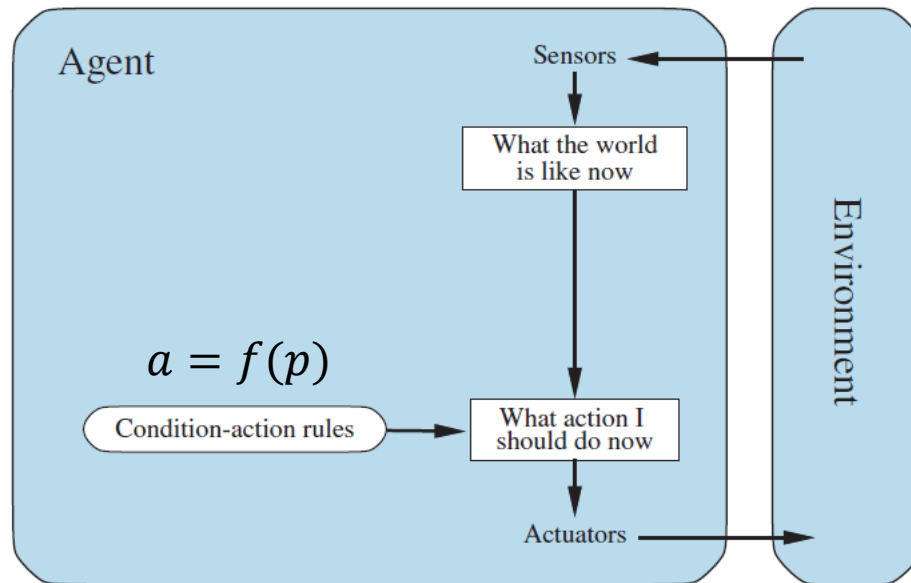 Agent
Sensors
What the world
is like now
Environment
a = f(p)
Condition-action rules
What action I
should do now
Actuators